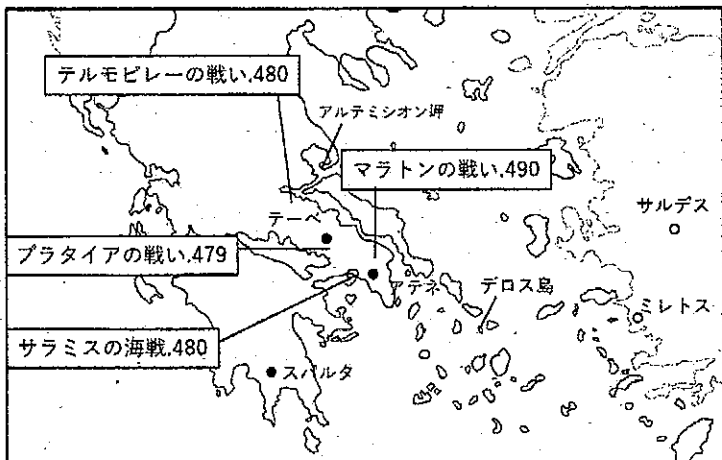 テルモピレーの戦い,480
アルテミシオン岬
マラトンの戦い,490
テーベ
サルデス
プラタイアの戦い,479
アテネ
デロス島
ミレトス
サラミスの海戦,480
スパルタ